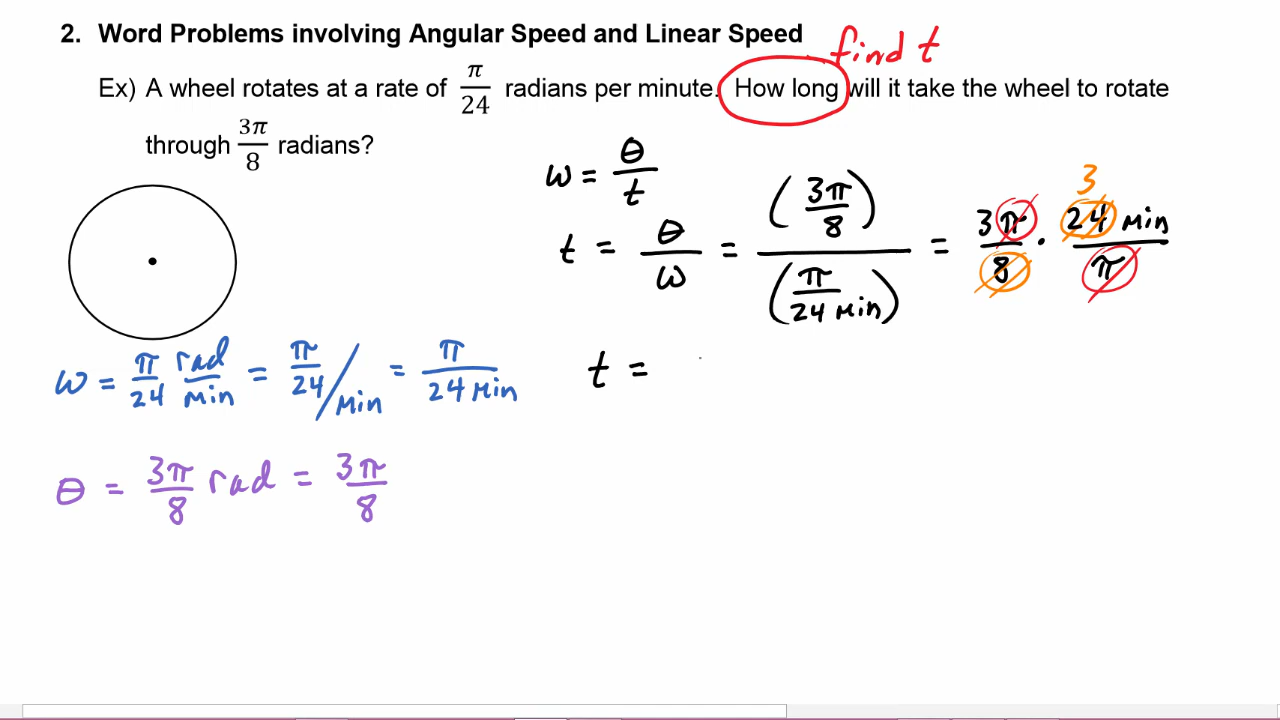 2. Word Problems involving Angular Speed and Linear Speed
find t
Ex) A wheel rotates at a rate of π/24 radians per minute. How long will it take the wheel to rotate
through 3π/8 radians?
ω = θ/t
t = θ/ω = (3π/8)/(π/24 min) = 3π/8 · 24 min/π
3
t =
ω = π/24 rad/min = π/24/min = π/24 min
θ = 3π/8 rad = 3π/8